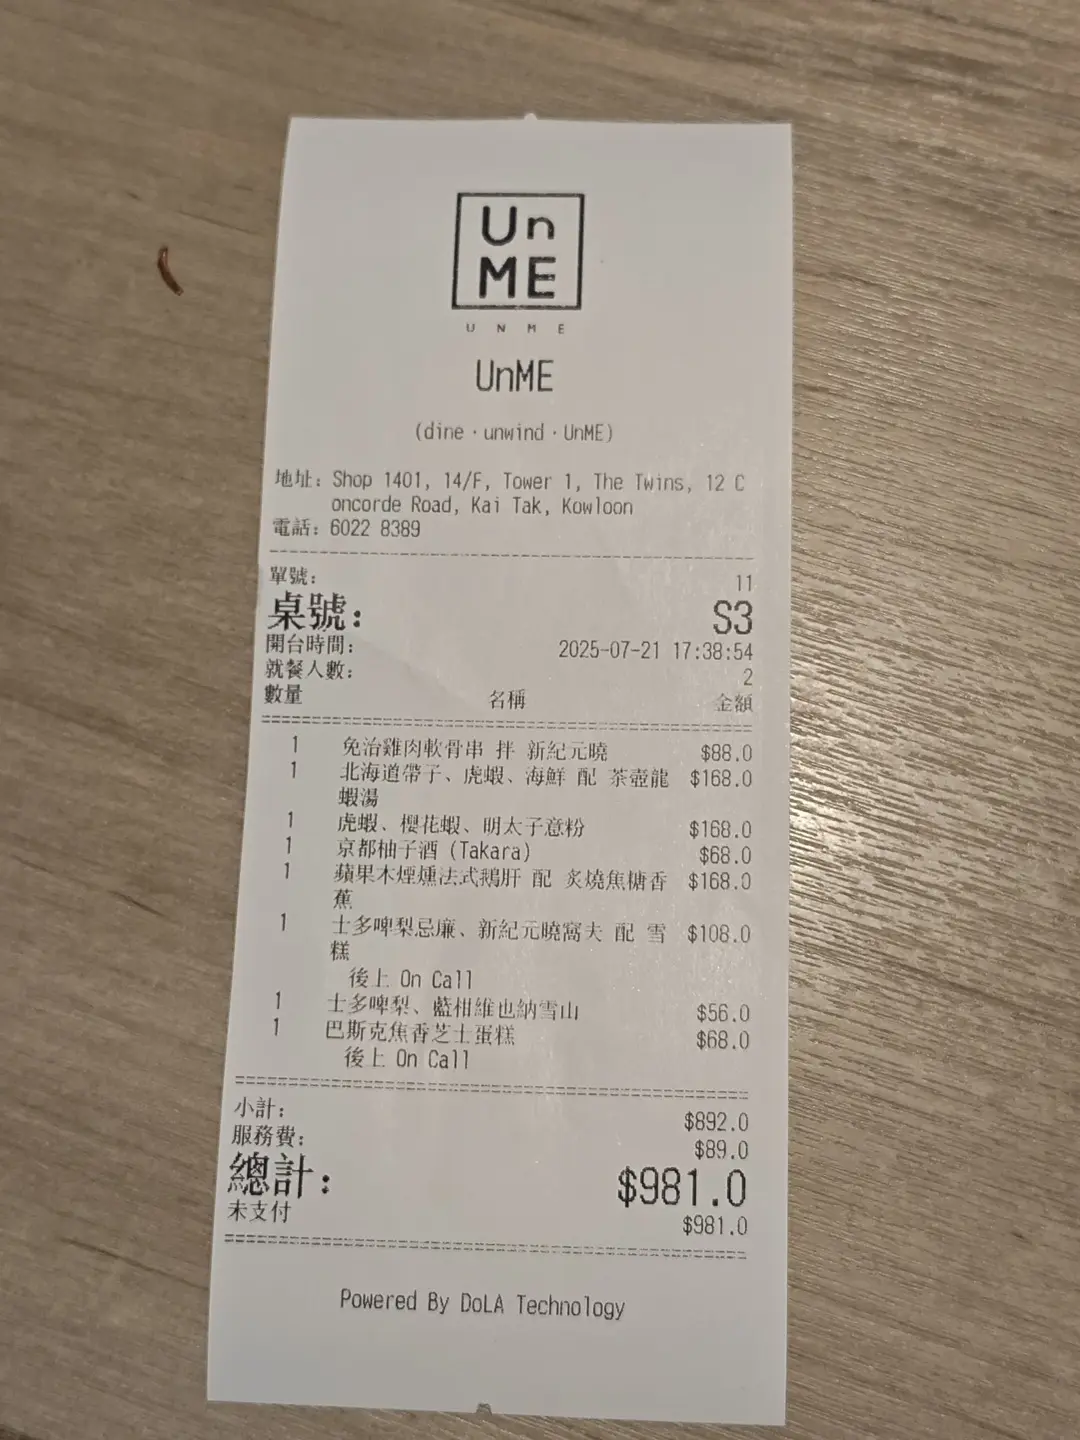 Un
ME
UNME
UnME
(dine · unwind · UnME)
地址: Shop 1401, 14/F, Tower 1, The Twins, 12 C
oncorde Road, Kai Tak, Kowloon
電話: 6022 8389
單號: 11
桌號: S3
開台時間: 2025-07-21 17:38:54
就餐人數: 2
數量 名稱 金額
1 免治雞肉軟骨串 拌 新紀元曉 $88.0
1 北海道帶子、虎蝦、海鮮 配 茶壺龍 $168.0
蝦湯
1 虎蝦、櫻花蝦、明太子意粉 $168.0
1 京都柚子酒 (Takara) $68.0
1 蘋果木煙燻法式鵝肝 配 炙燒焦糖香 $168.0
蕉
1 士多啤梨忌廉、新紀元曉窩夫 配 雪 $108.0
糕
後上 On Call
1 士多啤梨、藍柑維也納雪山 $56.0
1 巴斯克焦香芝士蛋糕 $68.0
後上 On Call
小計: $892.0
服務費: $89.0
總計: $981.0
未支付 $981.0
Powered By DoLA Technology